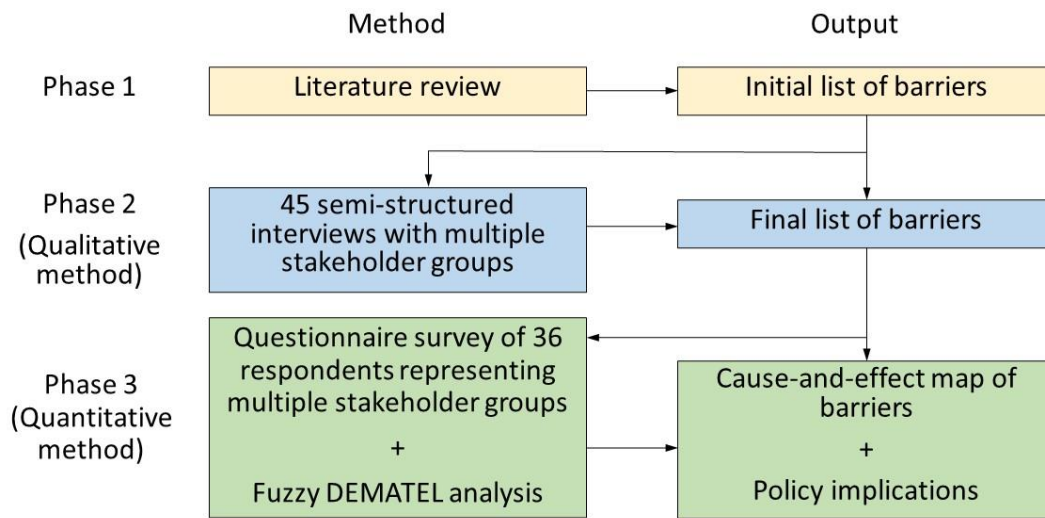 Method
Output
Phase 1
Literature review
Initial list of barriers
Phase 2
(Qualitative
method)
45 semi-structured
interviews with multiple
stakeholder groups
Final list of barriers
Phase 3
(Quantitative
method)
Questionnaire survey of 36
respondents representing
multiple stakeholder groups
+
Fuzzy DEMATEL analysis
Cause-and-effect map of
barriers
+
Policy implications